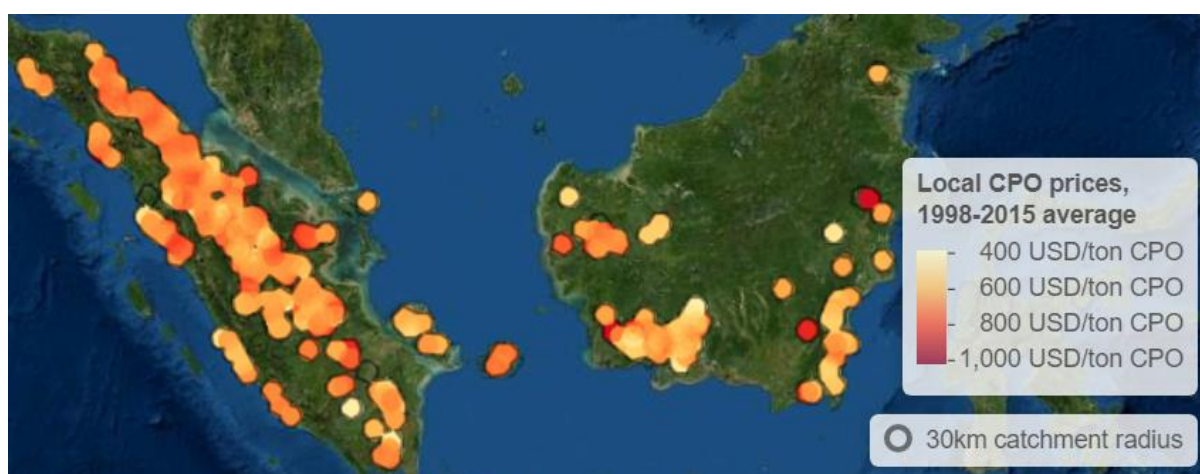 Local CPO prices,
1998-2015 average
400 USD/ton CPO
600 USD/ton CPO
800 USD/ton CPO
1,000 USD/ton CPO
30km catchment radius